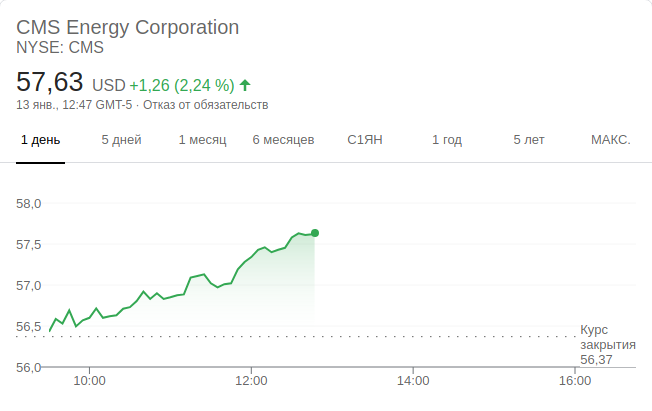 CMS Energy Corporation
NYSE: CMS
57,63 USD +1,26 (2,24 %)
13 янв., 12:47 GMT-5 · Отказ от обязательств
1 день 5 дней 1 месяц 6 месяцев С1ЯН 1 год 5 лет МАКС.
58,0
57,5
57,0
56,5
Курс
закрытия
56,37
56,0
10:00 12:00 14:00 16:00